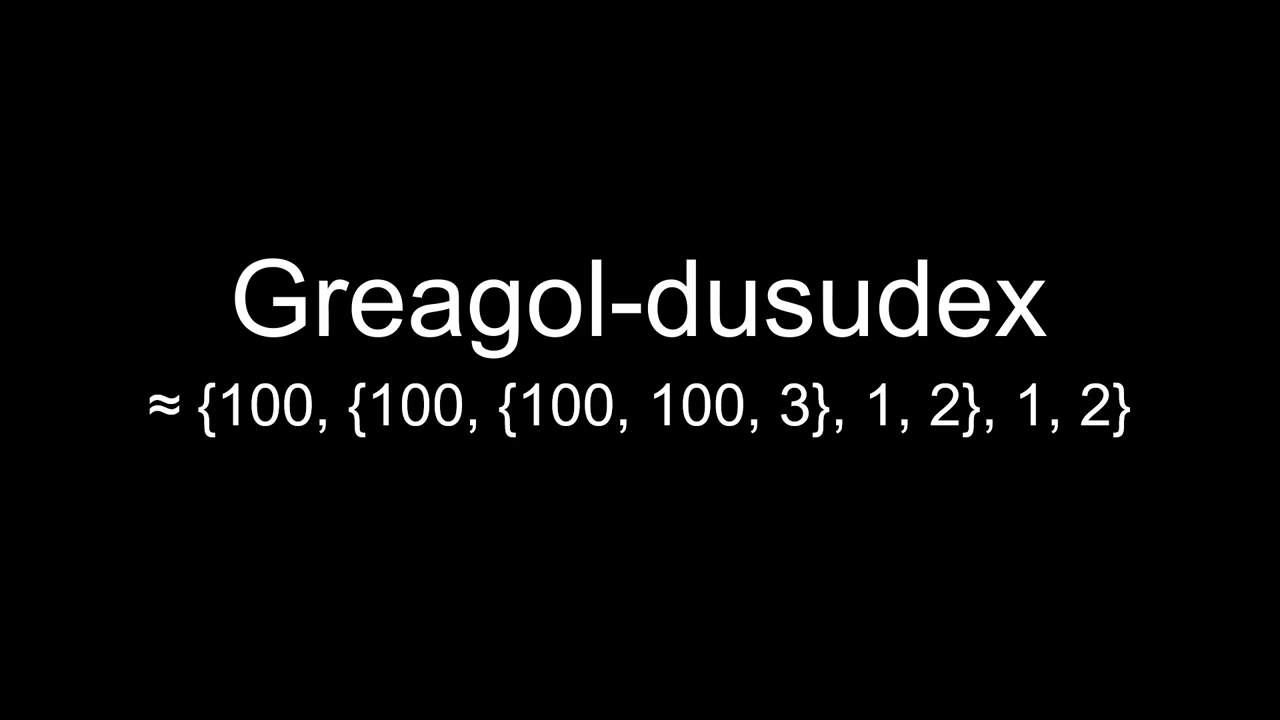 Greagol-dusudex
≈ {100, {100, {100, 100, 3}, 1, 2}, 1, 2}